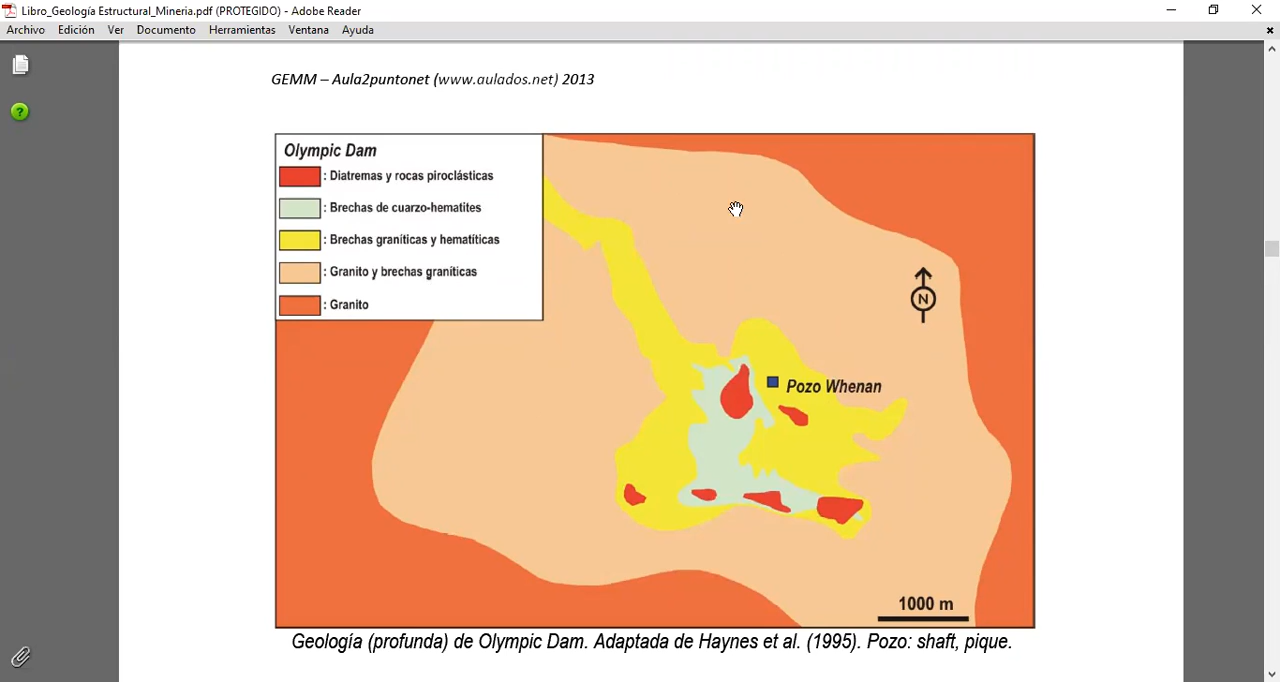 Libro_Geología Estructural_Mineria.pdf (PROTEGIDO) - Adobe Reader
Archivo Edición Ver Documento Herramientas Ventana Ayuda
GEMM – Aula2puntonet (www.aulados.net) 2013
Olympic Dam
: Diatremas y rocas piroclásticas
: Brechas de cuarzo-hematites
: Brechas graníticas y hematíticas
: Granito y brechas graníticas
: Granito
N
Pozo Whenan
1000 m
Geología (profunda) de Olympic Dam. Adaptada de Haynes et al. (1995). Pozo: shaft, pique.